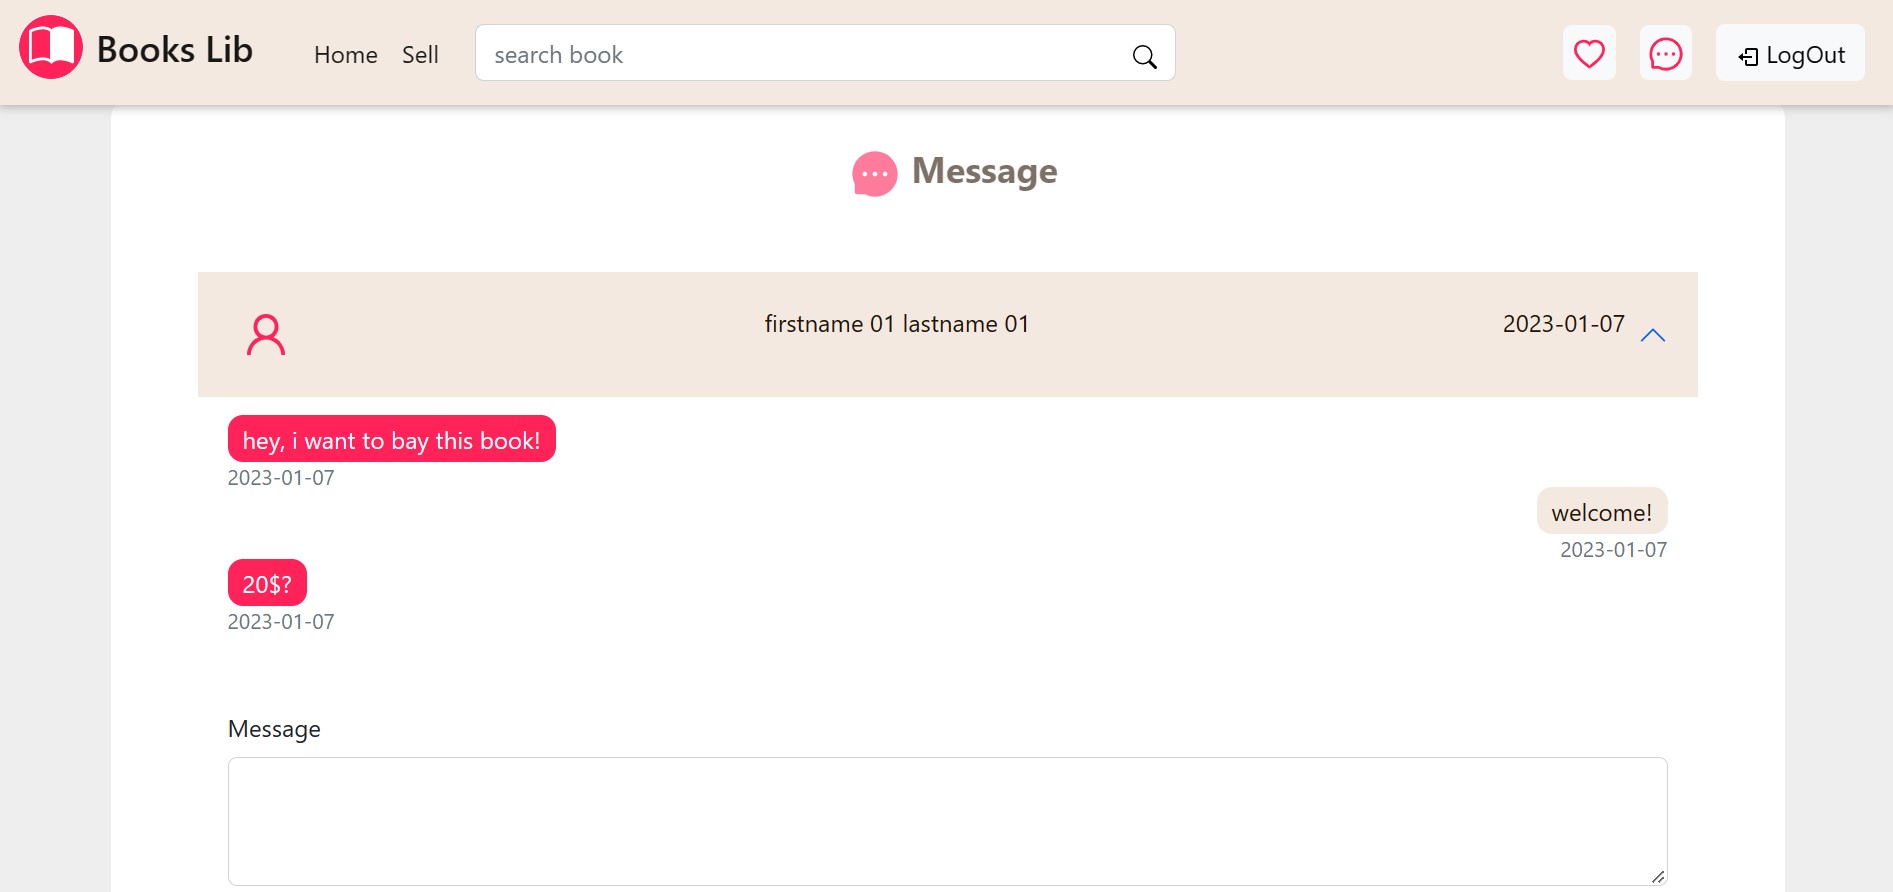 Books Lib
Home Sell
search book
LogOut
Message
firstname 01 lastname 01 2023-01-07
hey, i want to bay this book!
2023-01-07
welcome!
2023-01-07
20$?
2023-01-07
Message